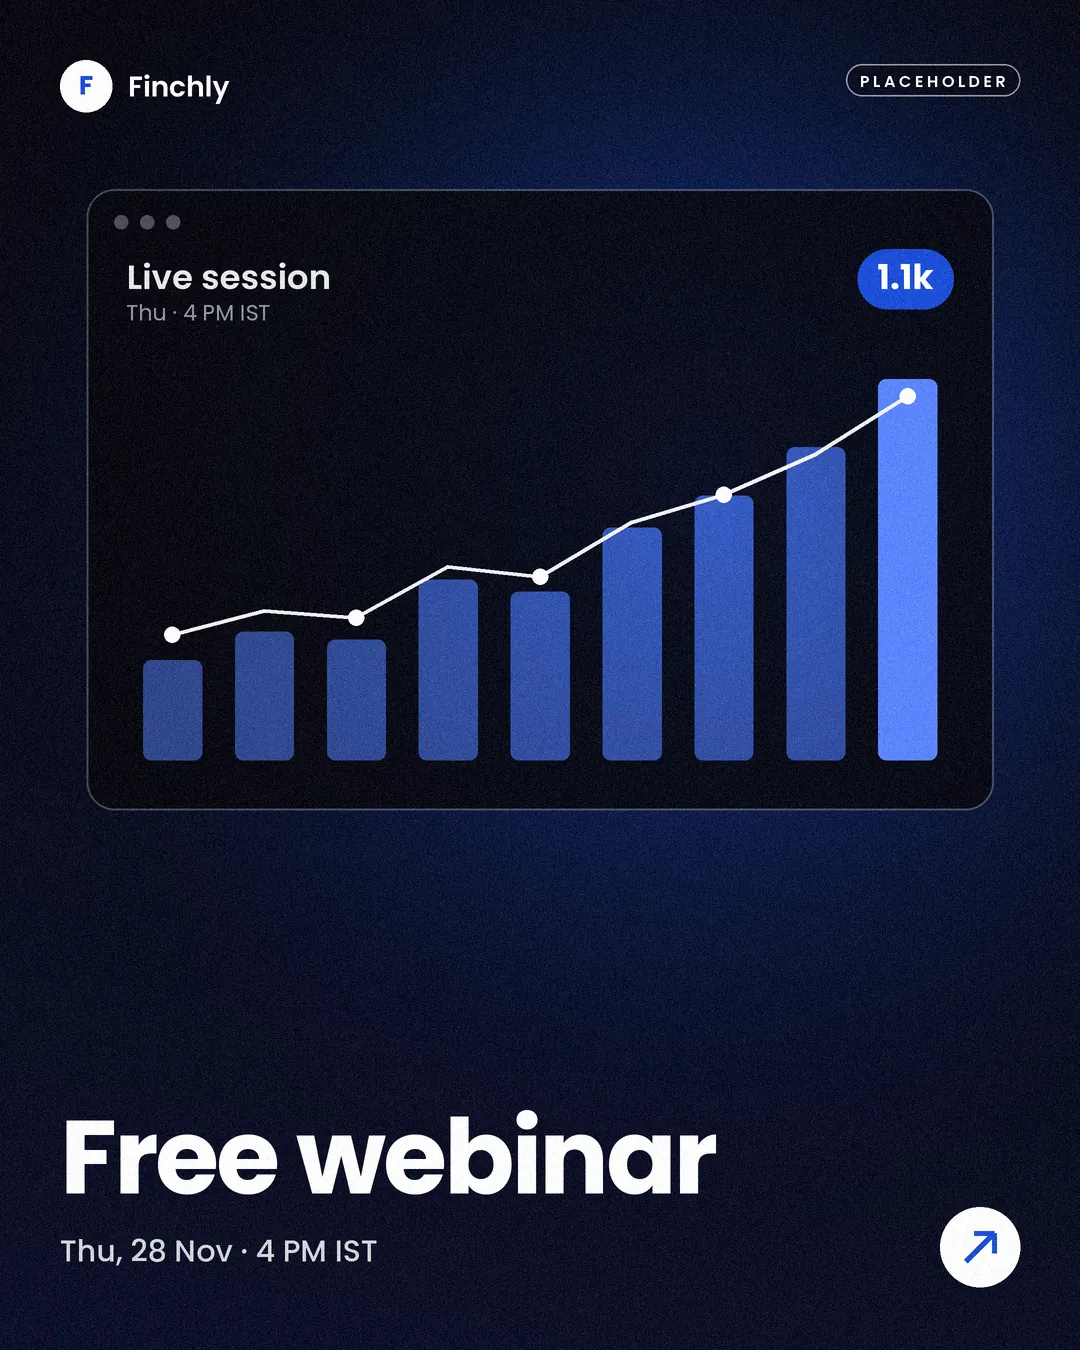 F Finchly
PLACEHOLDER
Live session
1.1k
Thu · 4 PM IST
Free webinar
Thu, 28 Nov · 4 PM IST